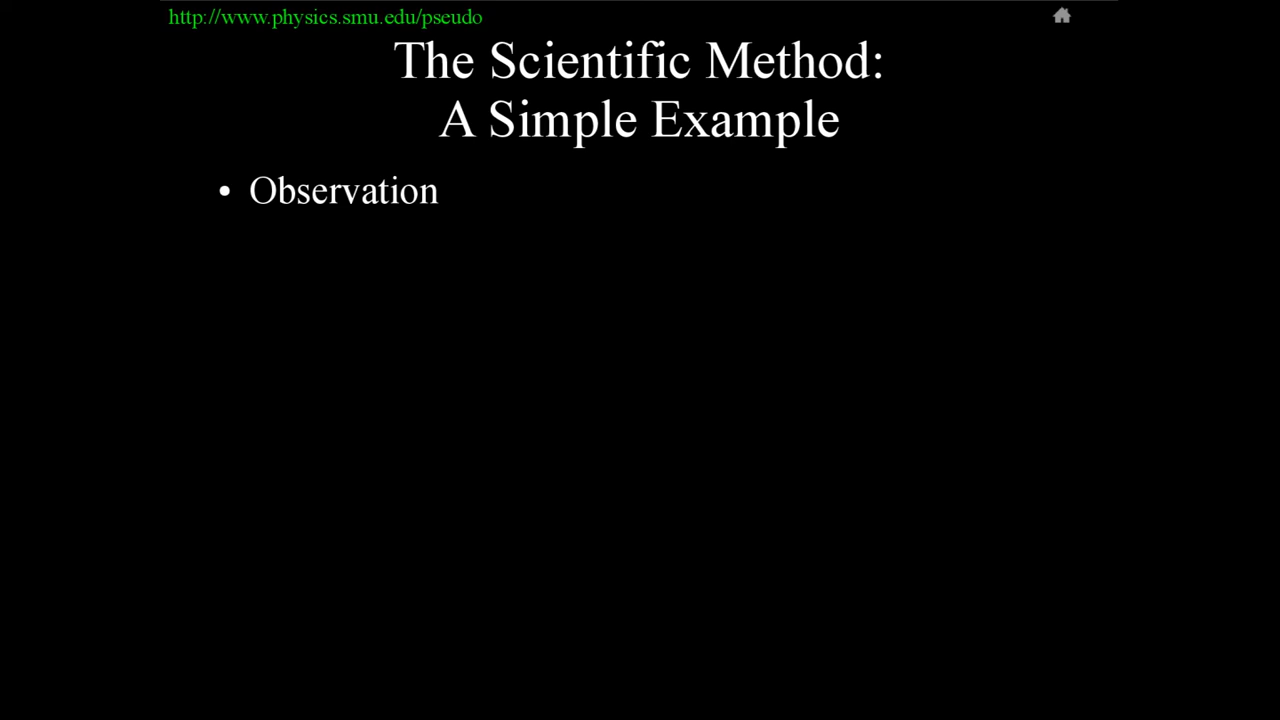 http://www.physics.smu.edu/pseudo
The Scientific Method:
A Simple Example
• Observation